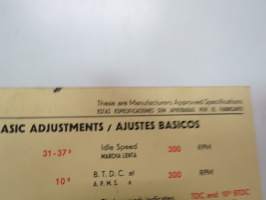 These are Manufacturers Approved Specifications
ESTAS ESPECIFICACIONES SON APROBADAS POR EL FABRICANTE
BASIC ADJUSTMENTS / AJUSTES BASICOS
31-37° Idle Speed 300 RPM
MARCHA LENTA
10° B. T. D. C. at 300 RPM
A. P. M. S. a
TDC and 10° BTDC